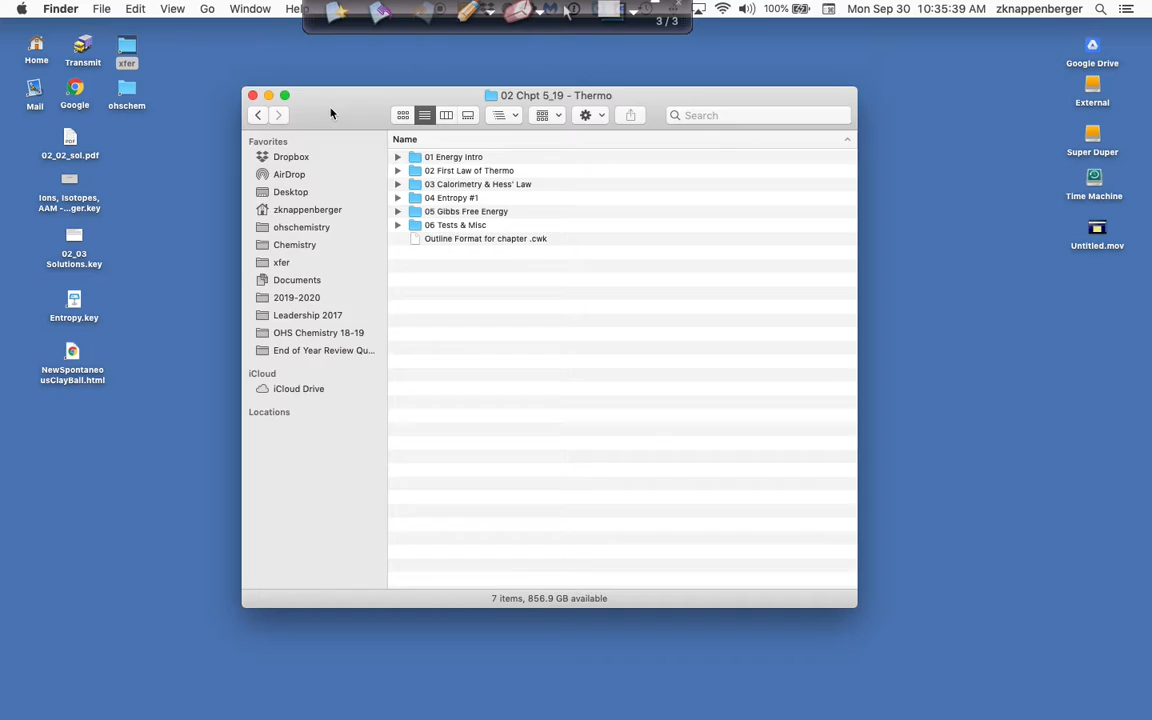 Finder File Edit View Go Window Help
3 / 3
100% Mon Sep 30 10:35:39 AM zknappenberger
Home
Transmit
xfer
Mail
Google
ohschem
02_02_sol.pdf
Ions, Isotopes,
AAM -...ger.key
02_03
Solutions.key
Entropy.key
NewSpontaneo
usClayBall.html
02 Chpt 5_19 - Thermo
Search
Favorites
Dropbox
AirDrop
Desktop
zknappenberger
ohschemistry
Chemistry
xfer
Documents
2019-2020
Leadership 2017
OHS Chemistry 18-19
End of Year Review Qu...
iCloud
iCloud Drive
Locations
Name
01 Energy Intro
02 First Law of Thermo
03 Calorimetry & Hess' Law
04 Entropy #1
05 Gibbs Free Energy
06 Tests & Misc
Outline Format for chapter .cwk
7 items, 856.9 GB available
Google Drive
External
Super Duper
Time Machine
Untitled.mov